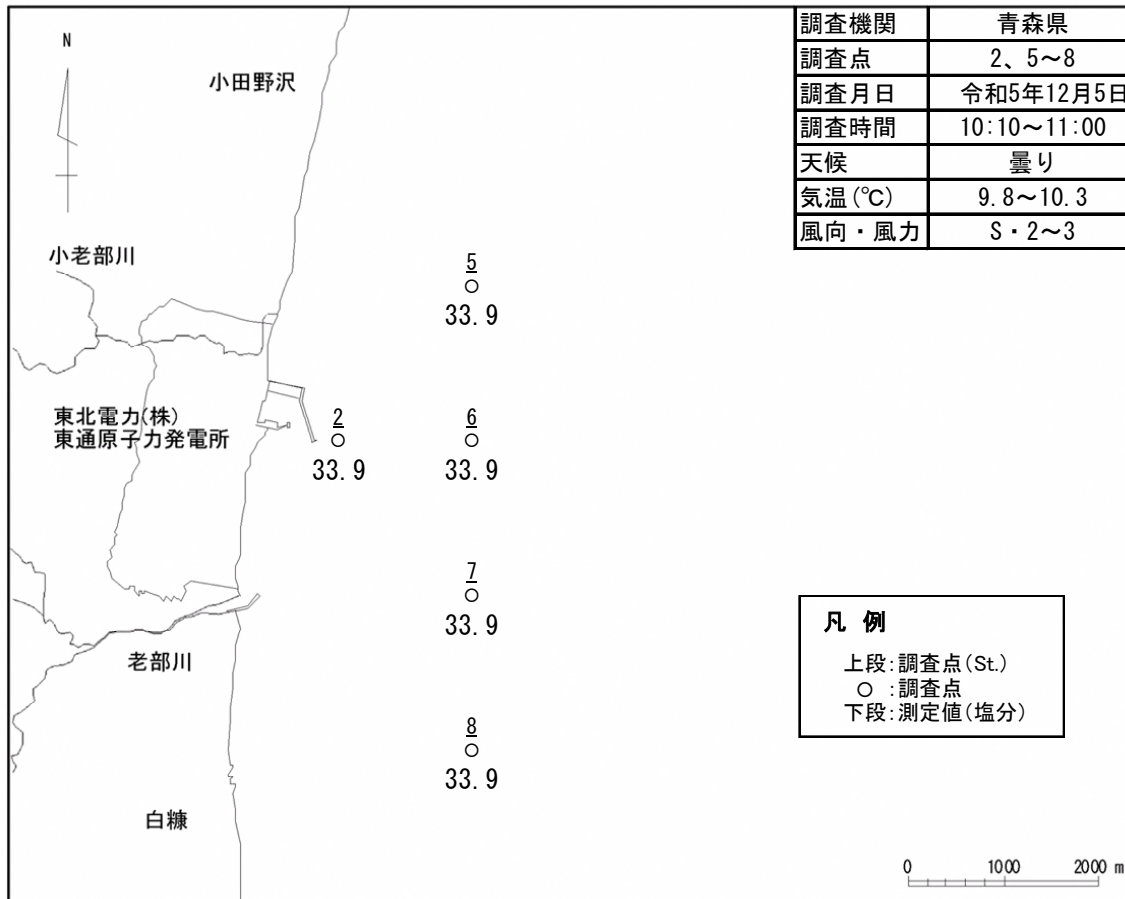 調査機関 青森県
調査点 2、5～8
調査月日 令和5年12月5日
調査時間 10:10～11:00
天候 曇り
気温(℃) 9.8～10.3
風向・風力 S・2～3
N
小田野沢
小老部川
5
33.9
東北電力(株)
東通原子力発電所
2
33.9
6
33.9
7
33.9
老部川
8
33.9
白糠
凡 例
上段:調査点(St.)
○ :調査点
下段:測定値(塩分)
0 1000 2000 m